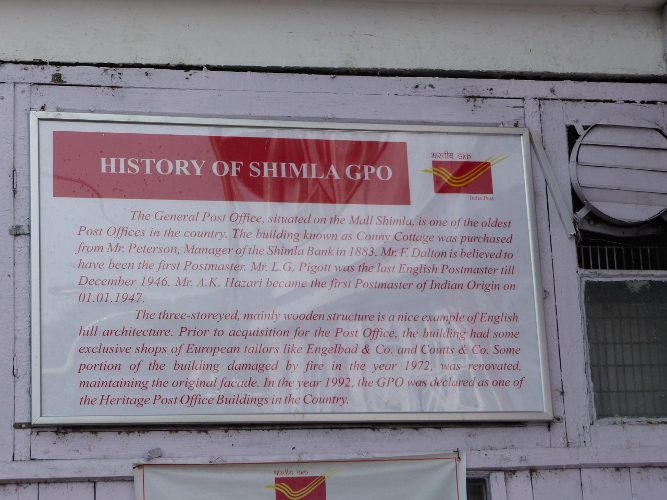 HISTORY OF SHIMLA GPO
भारतीय डाक
India Post
The General Post Office, situated on the Mall Shimla, is one of the oldest
Post Offices in the country. The building known as Conny Cottage was purchased
from Mr. Peterson, Manager of the Shimla Bank in 1883. Mr. F. Dalton is believed to
have been the first Postmaster. Mr. L.G. Pigott was the last English Postmaster till
December 1946. Mr. A.K. Hazari became the first Postmaster of Indian Origin on
01.01.1947.
The three-storeyed, mainly wooden structure is a nice example of English
hill architecture. Prior to acquisition for the Post Office, the building had some
exclusive shops of European tailors like Engelbad & Co. and Coutts & Co. Some
portion of the building damaged by fire in the year 1972, was renovated,
maintaining the original facade. In the year 1992, the GPO was declared as one of
the Heritage Post Office Buildings in the Country.
भारतीय डाक